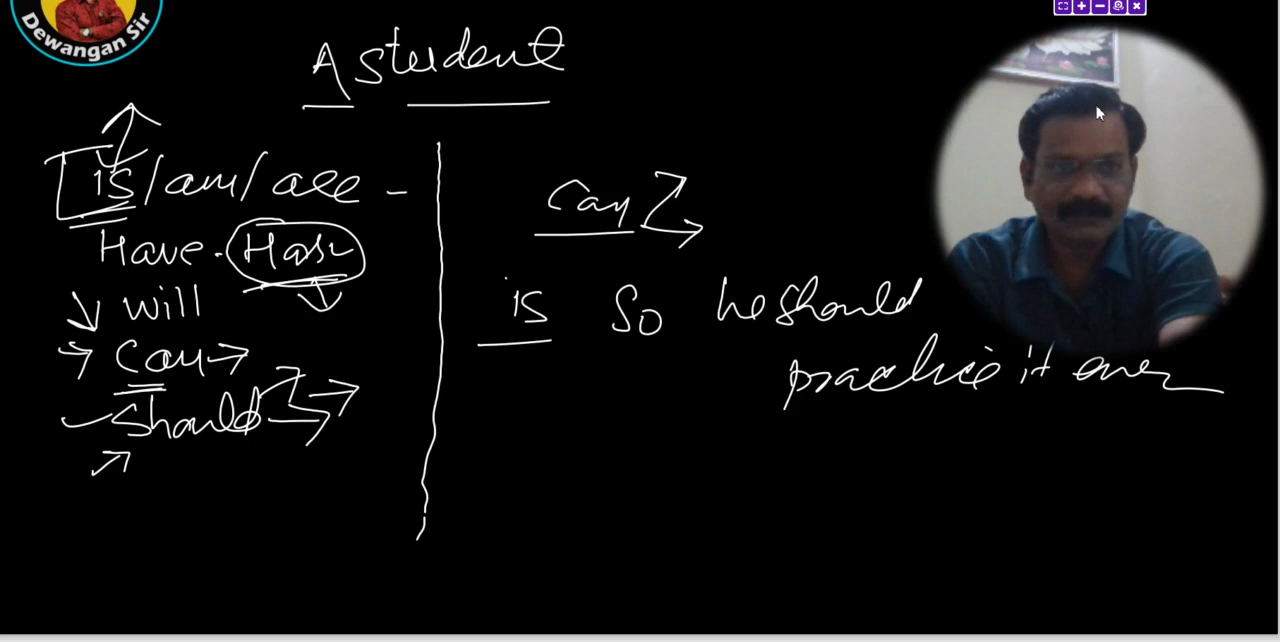 Dewangan Sir
A student
is/am/are -
Have. Has
will
Can
Should
Can
is So he should
practice it over